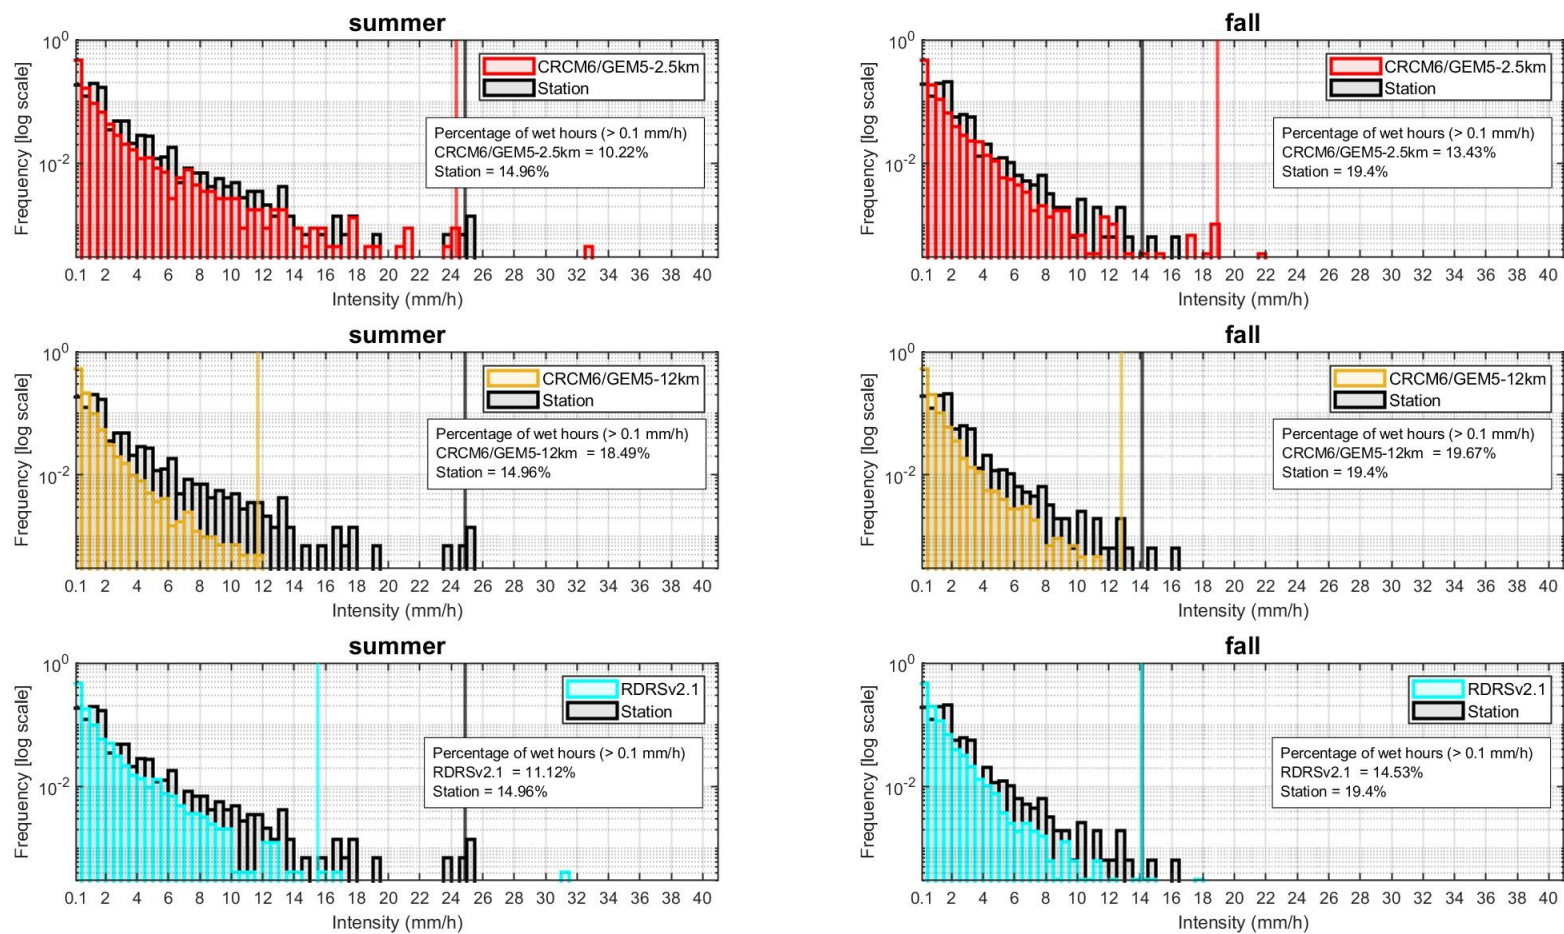 summer
10^0
10^-2
Frequency [log scale]
CRCM6/GEM5-2.5km
Station
Percentage of wet hours (> 0.1 mm/h)
CRCM6/GEM5-2.5km = 10.22%
Station = 14.96%
0.1 2 4 6 8 10 12 14 16 18 20 22 24 26 28 30 32 34 36 38 40
Intensity (mm/h)
fall
10^0
10^-2
Frequency [log scale]
CRCM6/GEM5-2.5km
Station
Percentage of wet hours (> 0.1 mm/h)
CRCM6/GEM5-2.5km = 13.43%
Station = 19.4%
0.1 2 4 6 8 10 12 14 16 18 20 22 24 26 28 30 32 34 36 38 40
Intensity (mm/h)
summer
10^0
10^-2
Frequency [log scale]
CRCM6/GEM5-12km
Station
Percentage of wet hours (> 0.1 mm/h)
CRCM6/GEM5-12km = 18.49%
Station = 14.96%
0.1 2 4 6 8 10 12 14 16 18 20 22 24 26 28 30 32 34 36 38 40
Intensity (mm/h)
fall
10^0
10^-2
Frequency [log scale]
CRCM6/GEM5-12km
Station
Percentage of wet hours (> 0.1 mm/h)
CRCM6/GEM5-12km = 19.67%
Station = 19.4%
0.1 2 4 6 8 10 12 14 16 18 20 22 24 26 28 30 32 34 36 38 40
Intensity (mm/h)
summer
10^0
10^-2
Frequency [log scale]
RDRSv2.1
Station
Percentage of wet hours (> 0.1 mm/h)
RDRSv2.1 = 11.12%
Station = 14.96%
0.1 2 4 6 8 10 12 14 16 18 20 22 24 26 28 30 32 34 36 38 40
Intensity (mm/h)
fall
10^0
10^-2
Frequency [log scale]
RDRSv2.1
Station
Percentage of wet hours (> 0.1 mm/h)
RDRSv2.1 = 14.53%
Station = 19.4%
0.1 2 4 6 8 10 12 14 16 18 20 22 24 26 28 30 32 34 36 38 40
Intensity (mm/h)